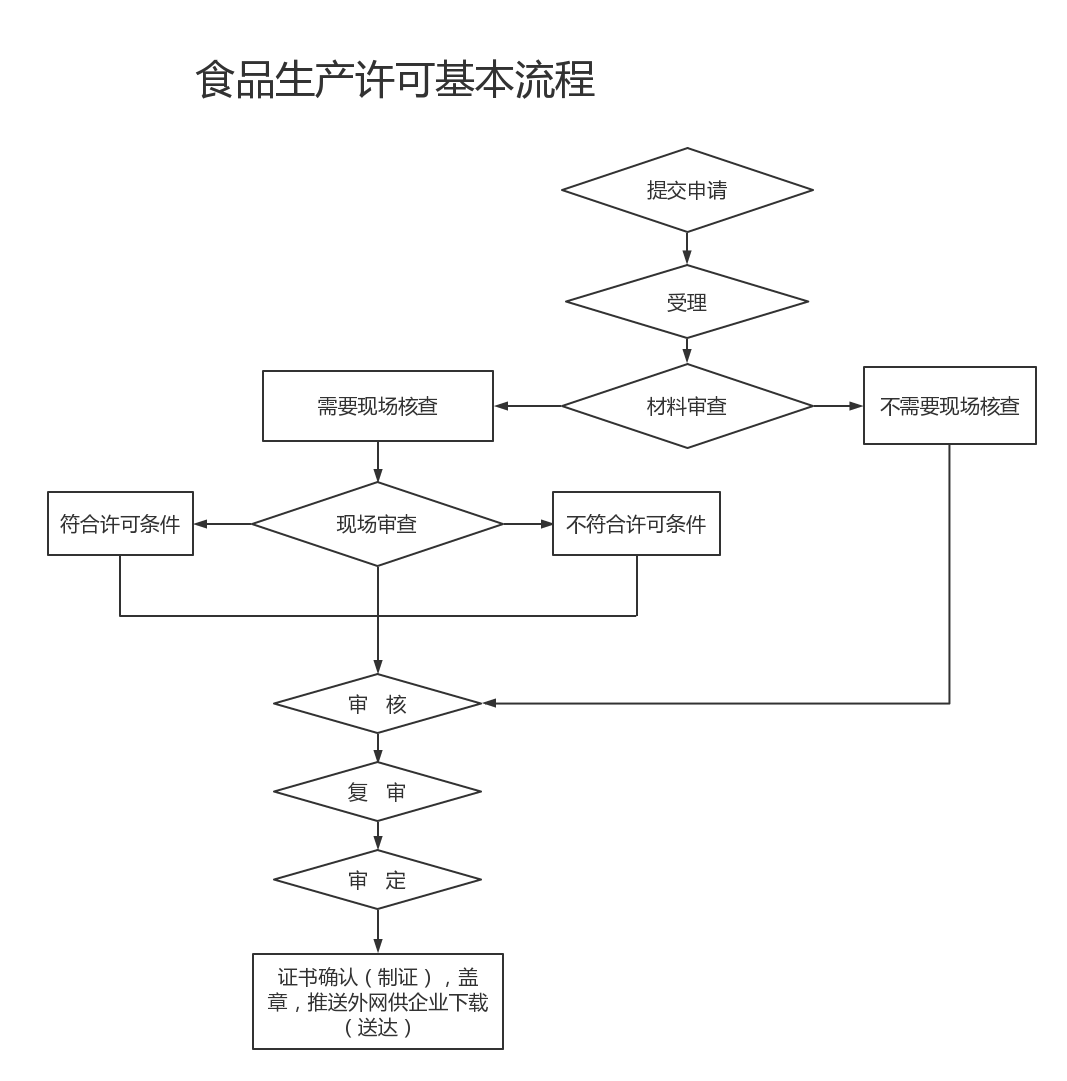 食品生产许可基本流程
提交申请
受理
需要现场核查
材料审查
不需要现场核查
符合许可条件
现场审查
不符合许可条件
审 核
复 审
审 定
证书确认（制证），盖
章，推送外网供企业下载
（送达）